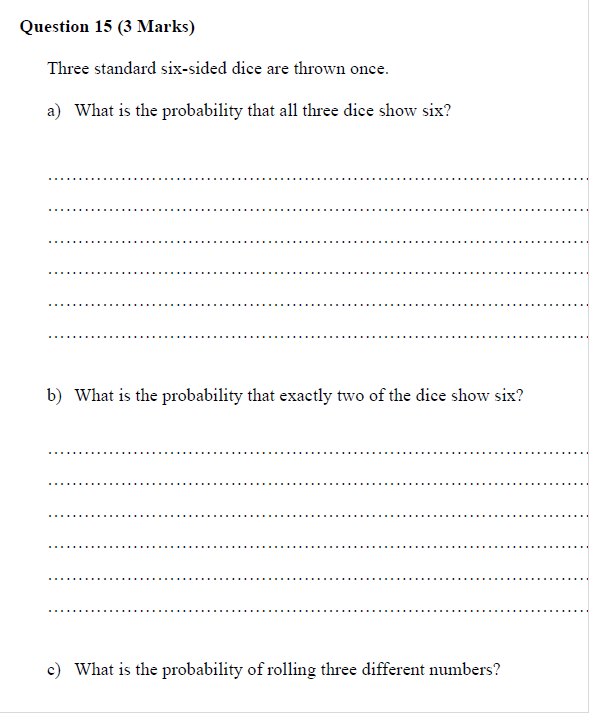 Question 15 (3 Marks)
Three standard six-sided dice are thrown once.
a) What is the probability that all three dice show six?
b) What is the probability that exactly two of the dice show six?
c) What is the probability of rolling three different numbers?